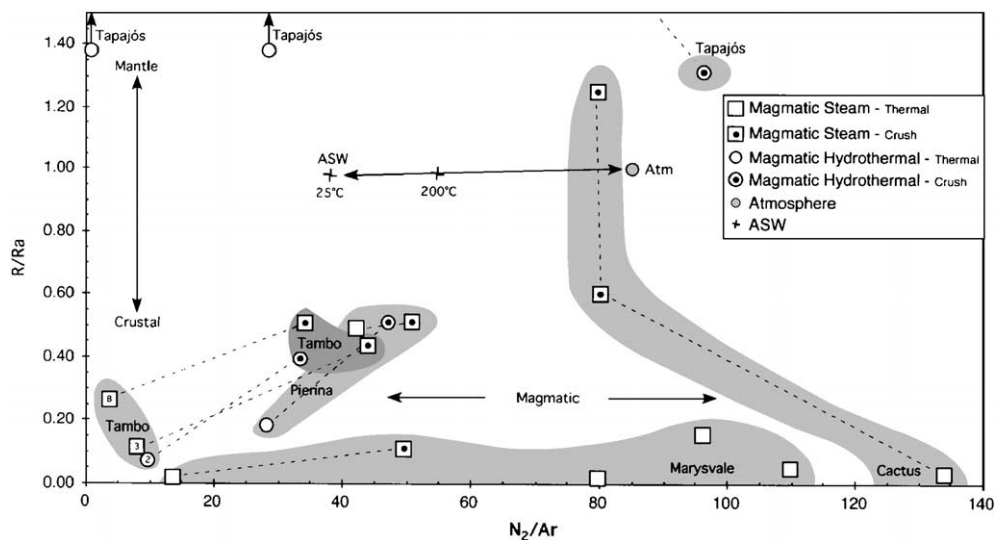 Tapajós
Tapajós
1.40
Mantle
Tapajós
1.20
Magmatic Steam - Thermal
Magmatic Steam - Crush
Magmatic Hydrothermal - Thermal
Magmatic Hydrothermal - Crush
Atmosphere
ASW
1.00
ASW
25°C
200°C
Atm
0.80
R/Ra
0.60
Crustal
0.40
Tambo
Pierina
8
0.20
Tambo
3
2
Magmatic
Marysvale
Cactus
0.00
0
20
40
60
80
100
120
140
N₂/Ar